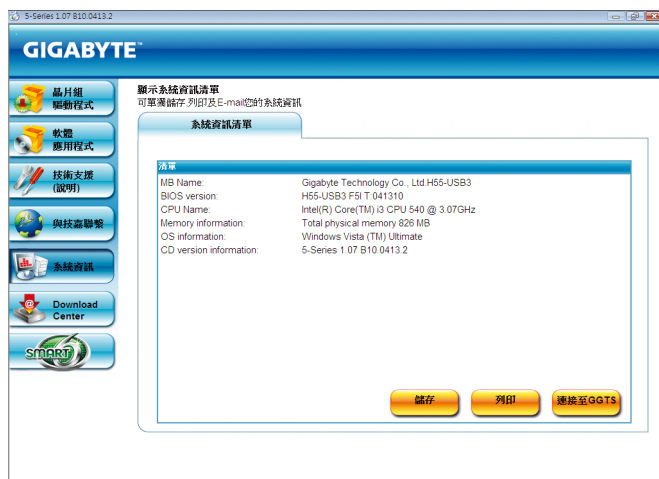 5-Series 1.07 B10.0413.2
GIGABYTE™
晶片組
驅動程式
軟體
應用程式
技術支援
(說明)
與技嘉聯繫
系統資訊
Download
Center
SMART
顯示系統資訊清單
可單獨儲存,列印及E-mail您的系統資訊
系統資訊清單
清單
MB Name: Gigabyte Technology Co., Ltd.H55-USB3
BIOS version: H55-USB3 F5I T:041310
CPU Name: Intel(R) Core(TM) i3 CPU 540 @ 3.07GHz
Memory information: Total physical memory 826 MB
OS information: Windows Vista (TM) Ultimate
CD version information: 5-Series 1.07 B10.0413.2
儲存 列印 連接至GGTS